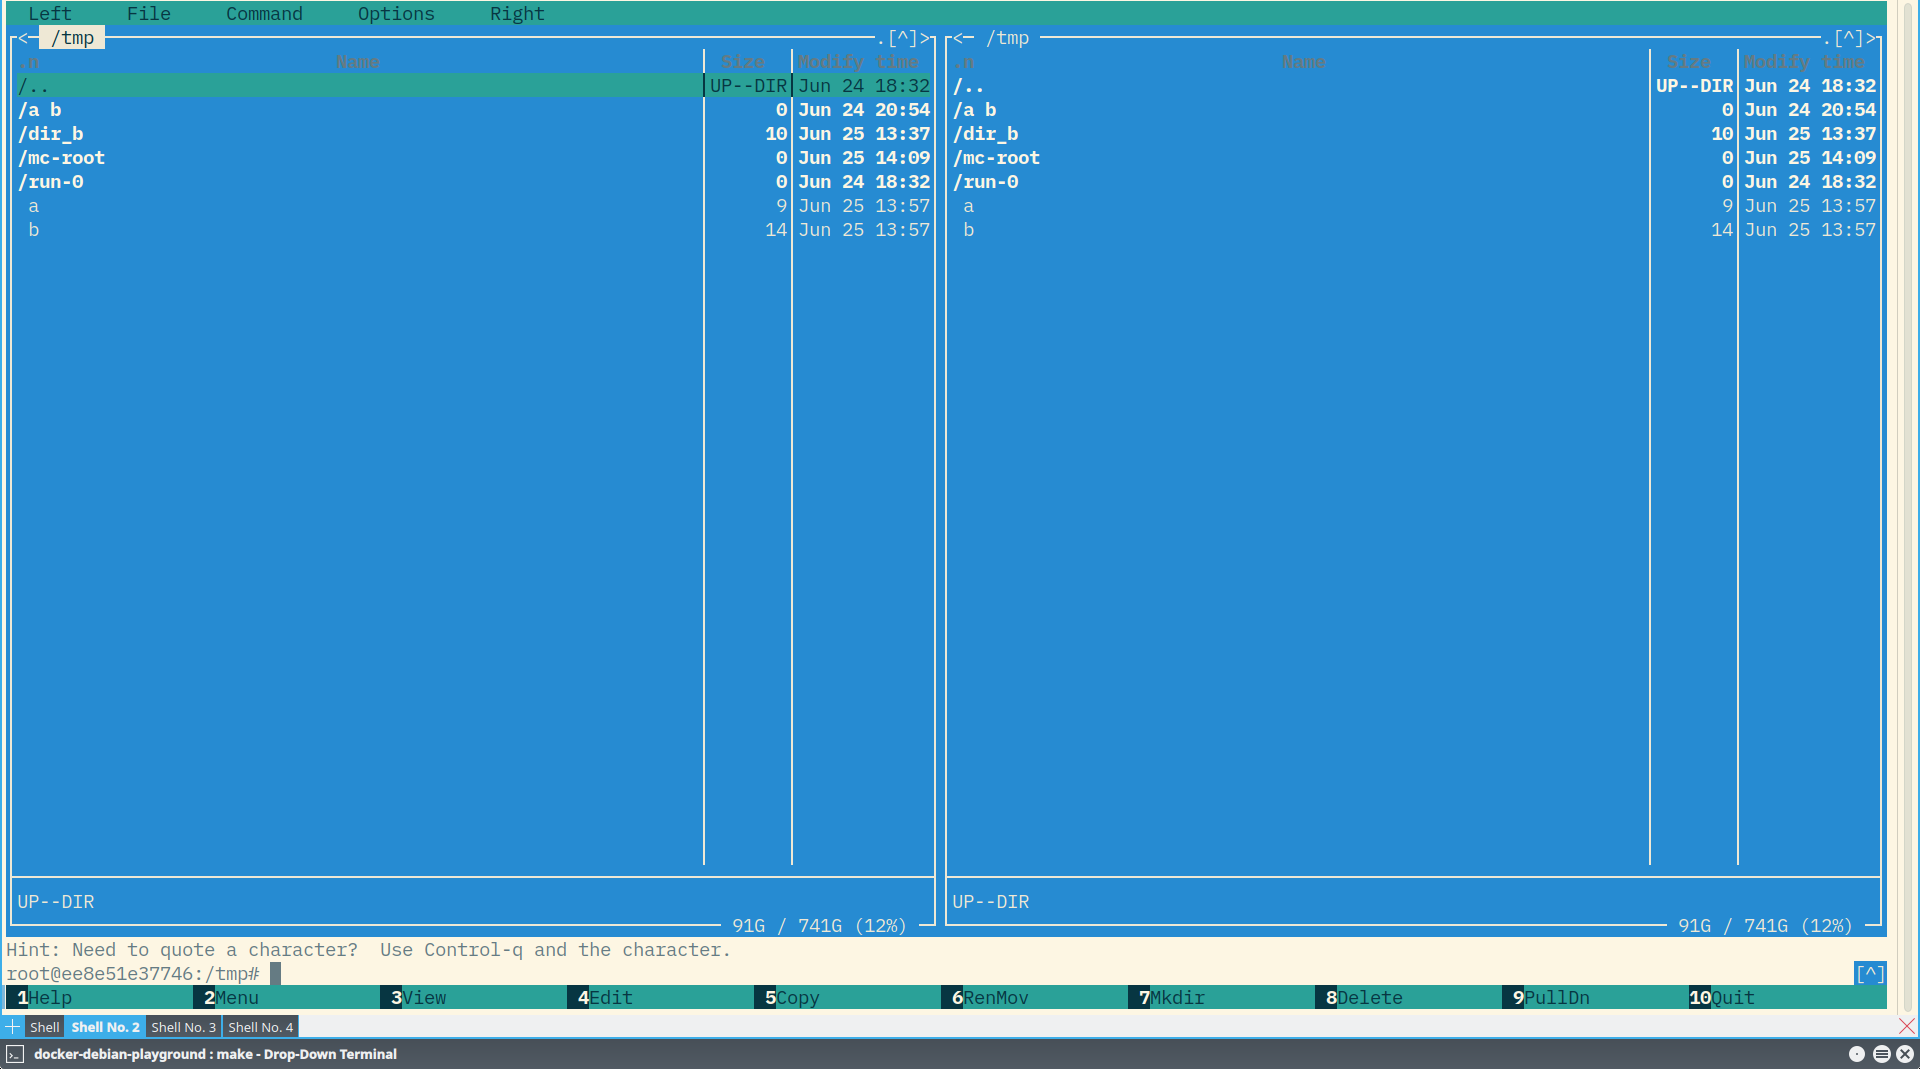 Left File Command Options Right
<─ /tmp .[^]>
.n Name Size Modify time
/.. UP--DIR Jun 24 18:32
/a b 0 Jun 24 20:54
/dir_b 10 Jun 25 13:37
/mc-root 0 Jun 25 14:09
/run-0 0 Jun 24 18:32
a 9 Jun 25 13:57
b 14 Jun 25 13:57
UP--DIR
91G / 741G (12%)
<─ /tmp .[^]>
.n Name Size Modify time
/.. UP--DIR Jun 24 18:32
/a b 0 Jun 24 20:54
/dir_b 10 Jun 25 13:37
/mc-root 0 Jun 25 14:09
/run-0 0 Jun 24 18:32
a 9 Jun 25 13:57
b 14 Jun 25 13:57
UP--DIR
91G / 741G (12%)
Hint: Need to quote a character?  Use Control-q and the character.
root@ee8e51e37746:/tmp# [^]
1Help 2Menu 3View 4Edit 5Copy 6RenMov 7Mkdir 8Delete 9PullDn 10Quit
Shell Shell No. 2 Shell No. 3 Shell No. 4
docker-debian-playground : make - Drop-Down Terminal